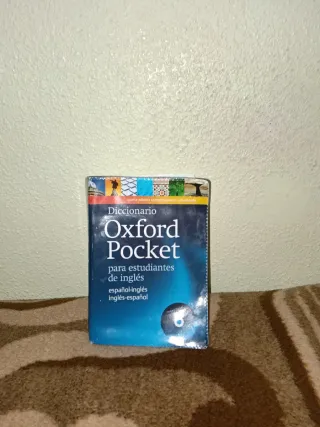 Diccionario
Oxford
Pocket
para estudiantes
de inglés
español-inglés
inglés-español